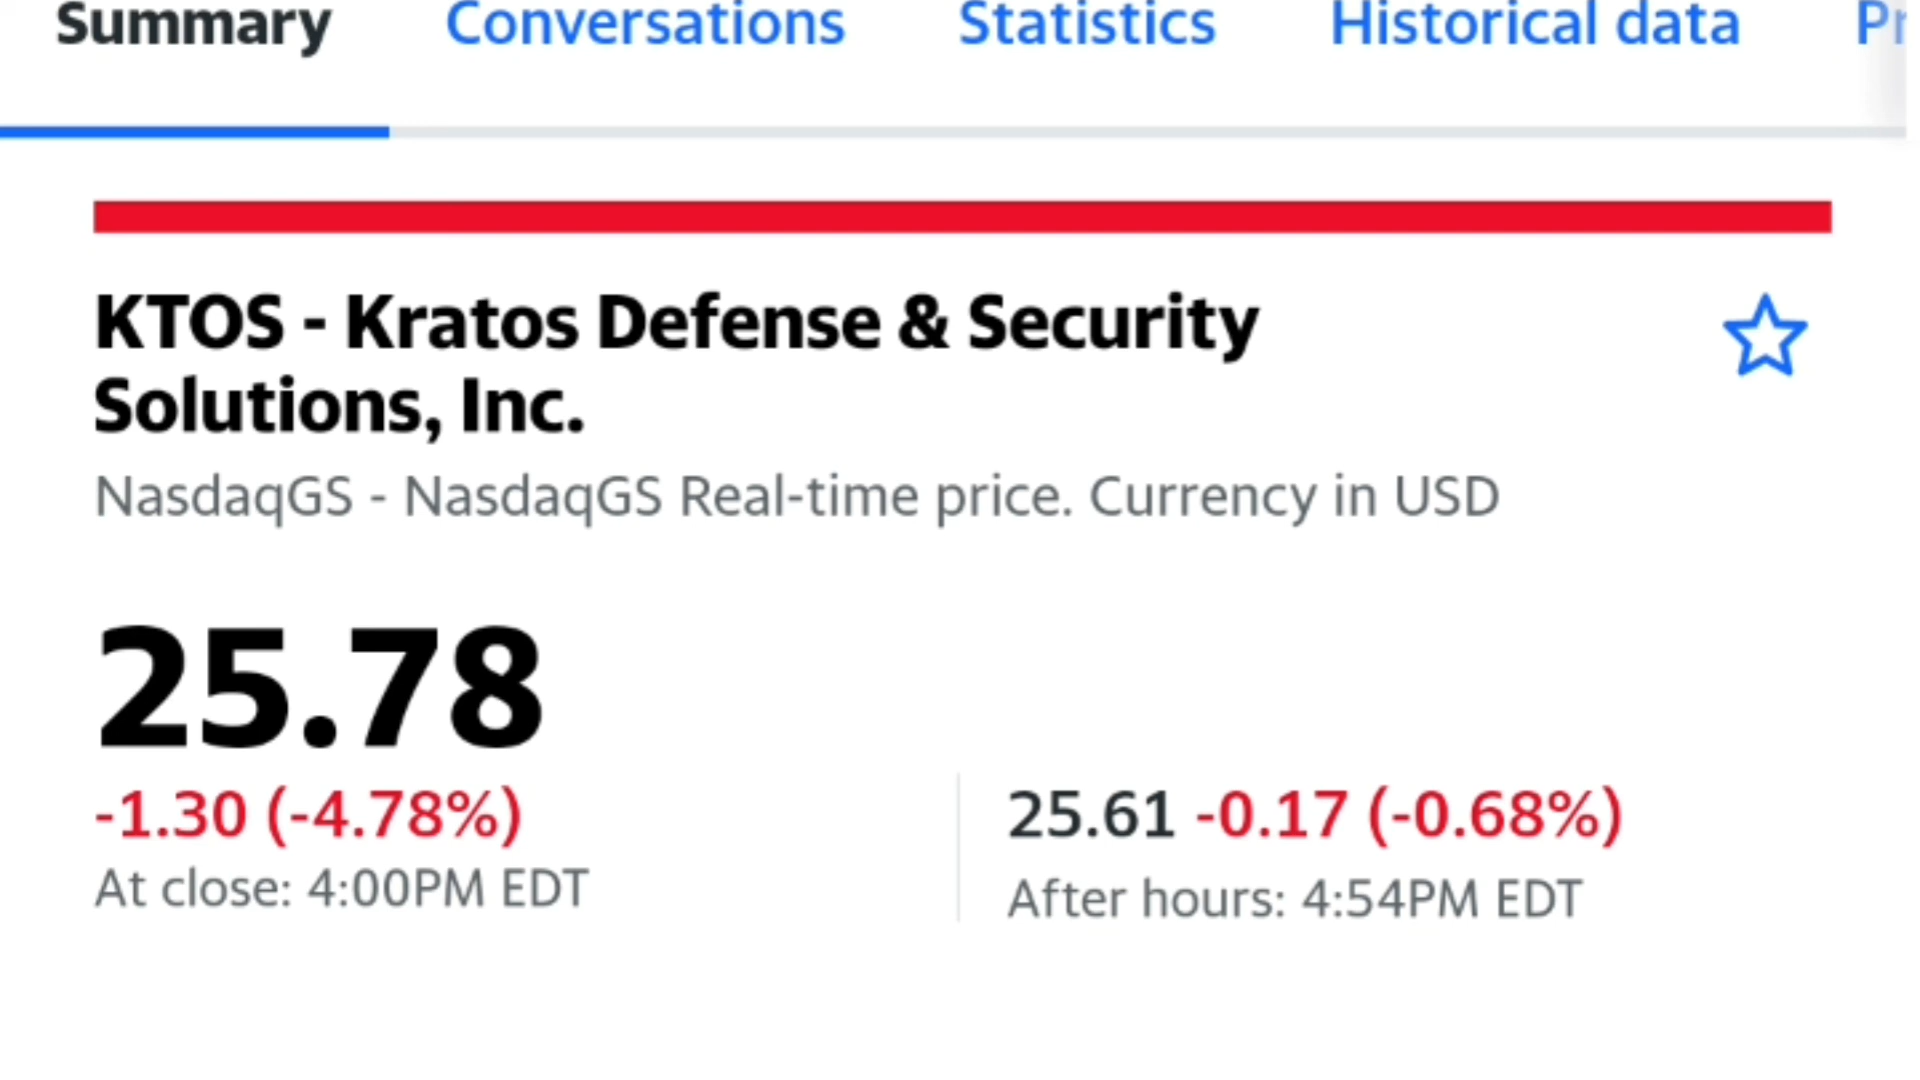 Summary Conversations Statistics Historical data Pr
KTOS - Kratos Defense & Security
Solutions, Inc.
NasdaqGS - NasdaqGS Real-time price. Currency in USD
25.78
-1.30 (-4.78%)
At close: 4:00PM EDT
25.61 -0.17 (-0.68%)
After hours: 4:54PM EDT